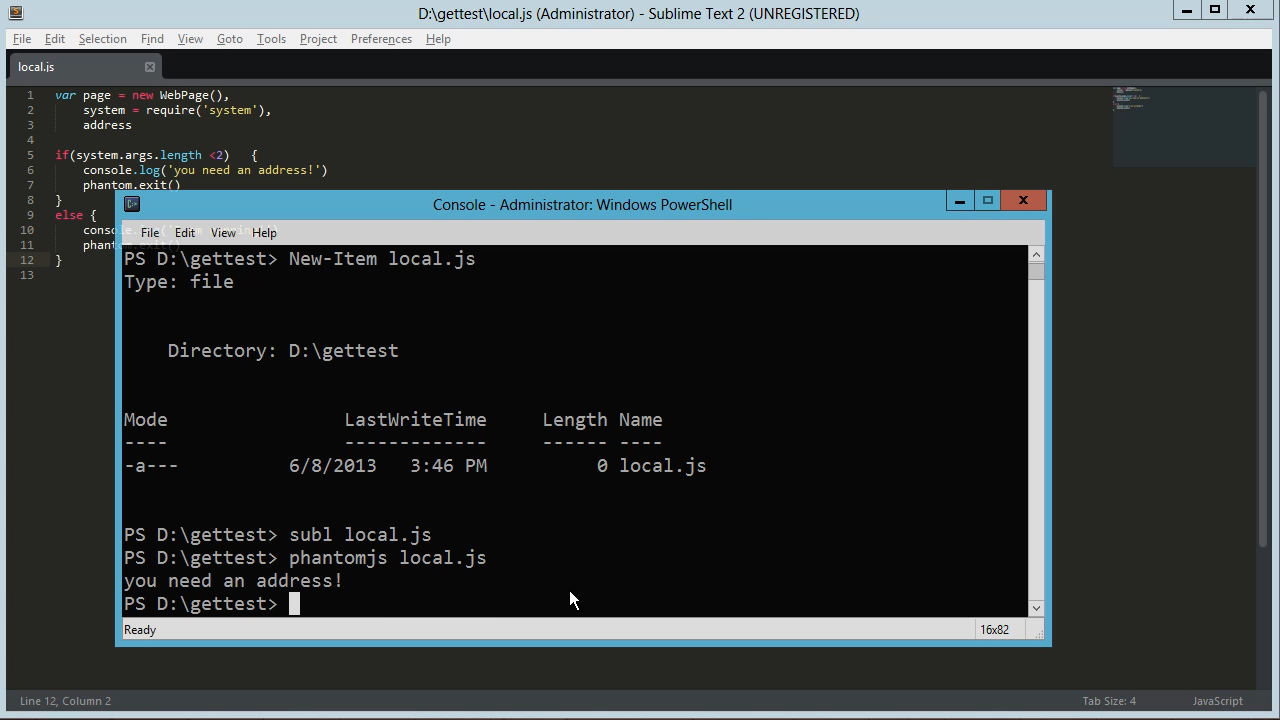 D:\gettest\local.js (Administrator) - Sublime Text 2 (UNREGISTERED)
File Edit Selection Find View Goto Tools Project Preferences Help
local.js
1 var page = new WebPage(),
2 system = require('system'),
3 address
4
5 if(system.args.length <2) {
6 console.log('you need an address!')
7 phantom.exit()
8 }
9 else {
10
11 phantom.exit()
12 }
13
Console - Administrator: Windows PowerShell
File Edit View Help
PS D:\gettest> New-Item local.js
Type: file
Directory: D:\gettest
Mode LastWriteTime Length Name
---- ------------- ------ ----
-a--- 6/8/2013 3:46 PM 0 local.js
PS D:\gettest> subl local.js
PS D:\gettest> phantomjs local.js
you need an address!
PS D:\gettest>
Ready 16x82
Line 12, Column 2 Tab Size: 4 JavaScript